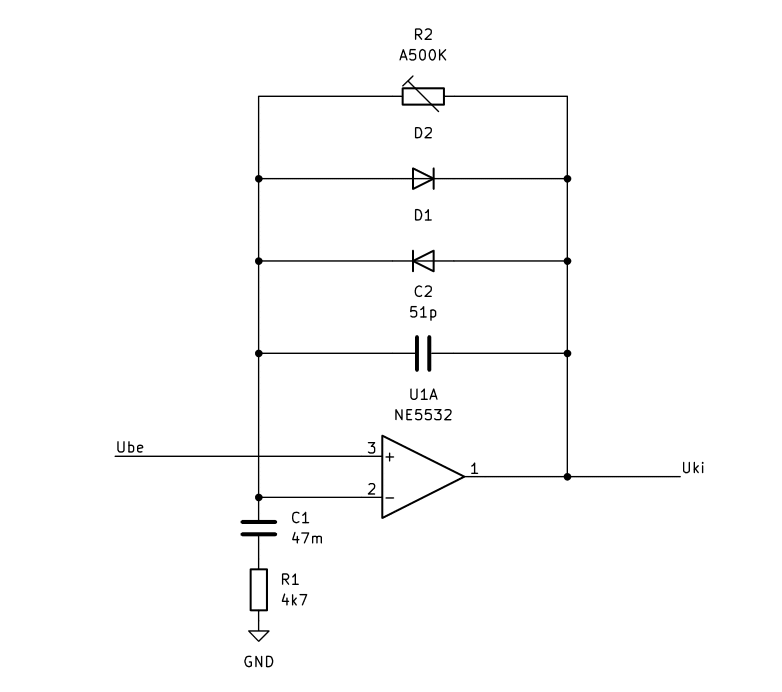 R2
A500K
D2
D1
C2
51p
U1A
NE5532
Ube
3
+
1
Uki
2
−
C1
47m
R1
4k7
GND